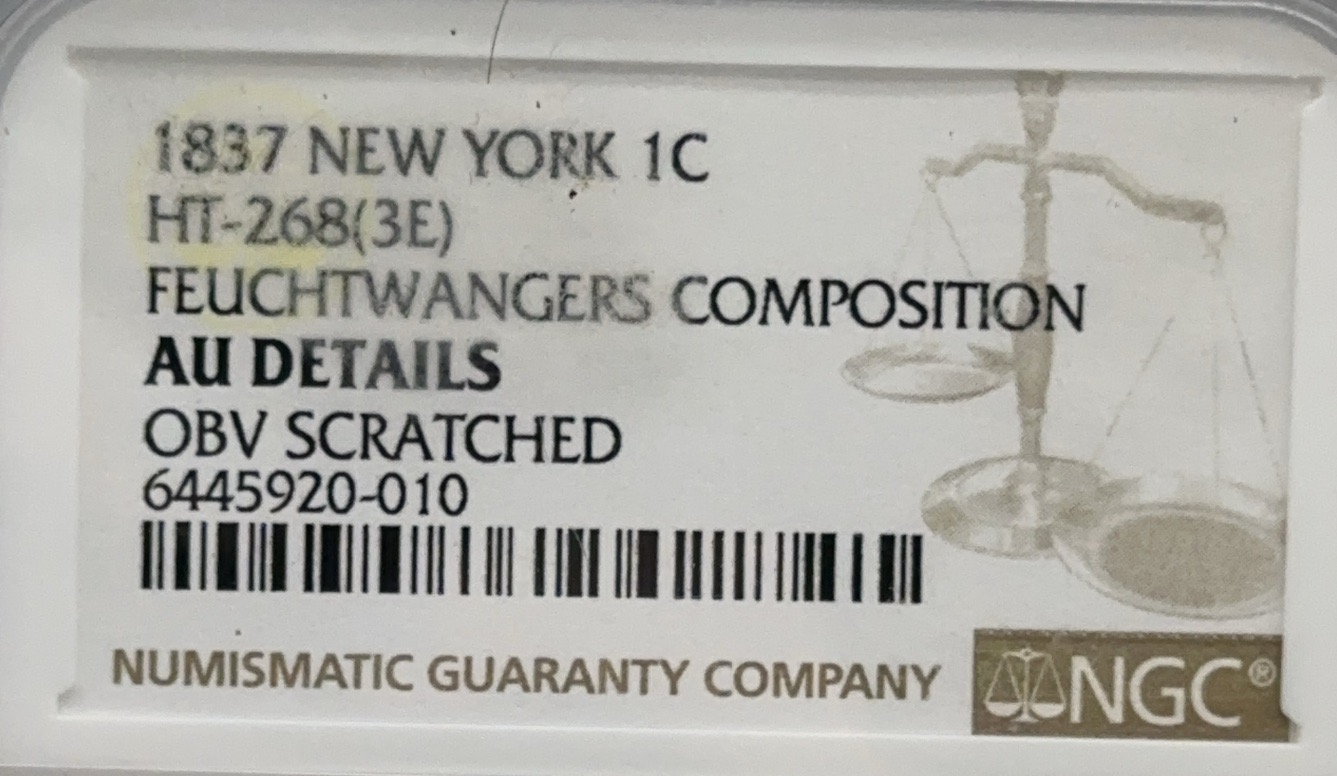 1837 NEW YORK 1C
HT-268(3E)
FEUCHTWANGERS COMPOSITION
AU DETAILS
OBV SCRATCHED
6445920-010
NUMISMATIC GUARANTY COMPANY
NGC®